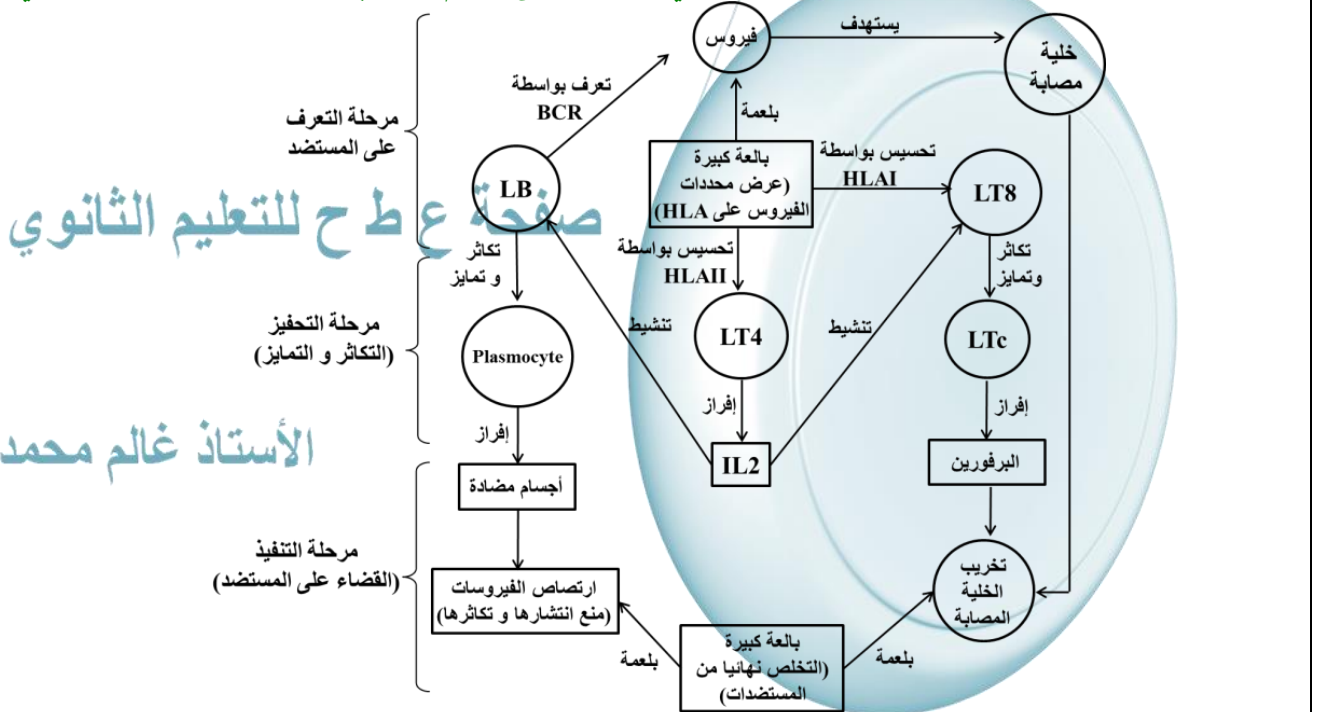 فيروس
يستهدف
خلية
مصابة
تعرف بواسطة
BCR
بلعمة
مرحلة التعرف
على المستضد
بالعة كبيرة
(عرض محددات
الفيروس على HLA)
تحسيس بواسطة
HLAI
LB
LT8
صفحة ع ط ح للتعليم الثانوي
تكاثر
و تمايز
تحسيس بواسطة
HLAII
تكاثر
وتمايز
مرحلة التحفيز
(التكاثر و التمايز)
Plasmocyte
تنشيط
LT4
تنشيط
LTc
إفراز
إفراز
إفراز
الأستاذ غالم محمد
IL2
البرفورين
أجسام مضادة
مرحلة التنفيذ
(القضاء على المستضد)
ارتصاص الفيروسات
(منع انتشارها و تكاثرها)
تخريب
الخلية
المصابة
بلعمة
بالعة كبيرة
(التخلص نهائيا من
المستضدات)
بلعمة